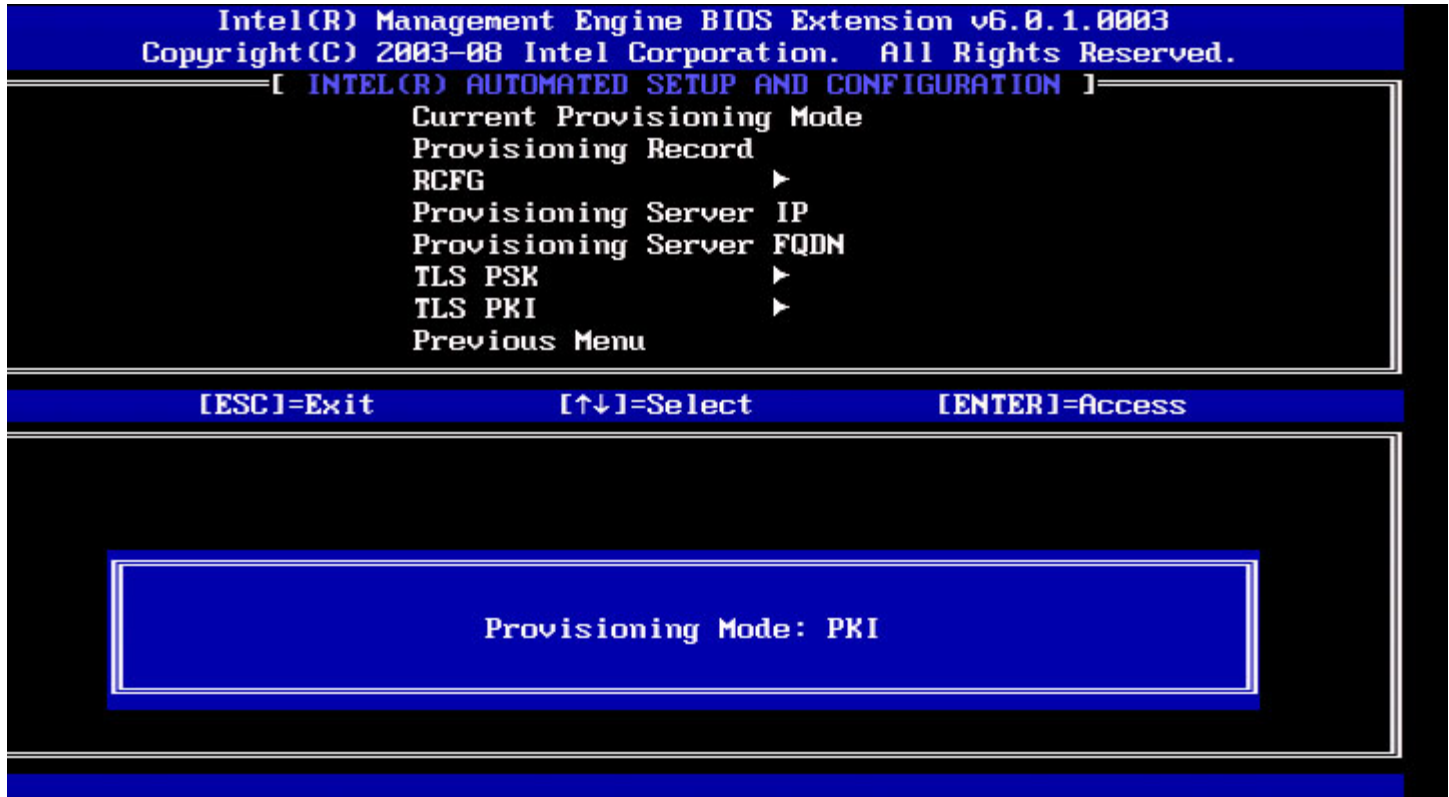 Intel(R) Management Engine BIOS Extension v6.0.1.0003
Copyright(C) 2003-08 Intel Corporation. All Rights Reserved.
[ INTEL(R) AUTOMATED SETUP AND CONFIGURATION ]
Current Provisioning Mode
Provisioning Record
RCFG ►
Provisioning Server IP
Provisioning Server FQDN
TLS PSK ►
TLS PKI ►
Previous Menu
[ESC]=Exit [↑↓]=Select [ENTER]=Access
Provisioning Mode: PKI